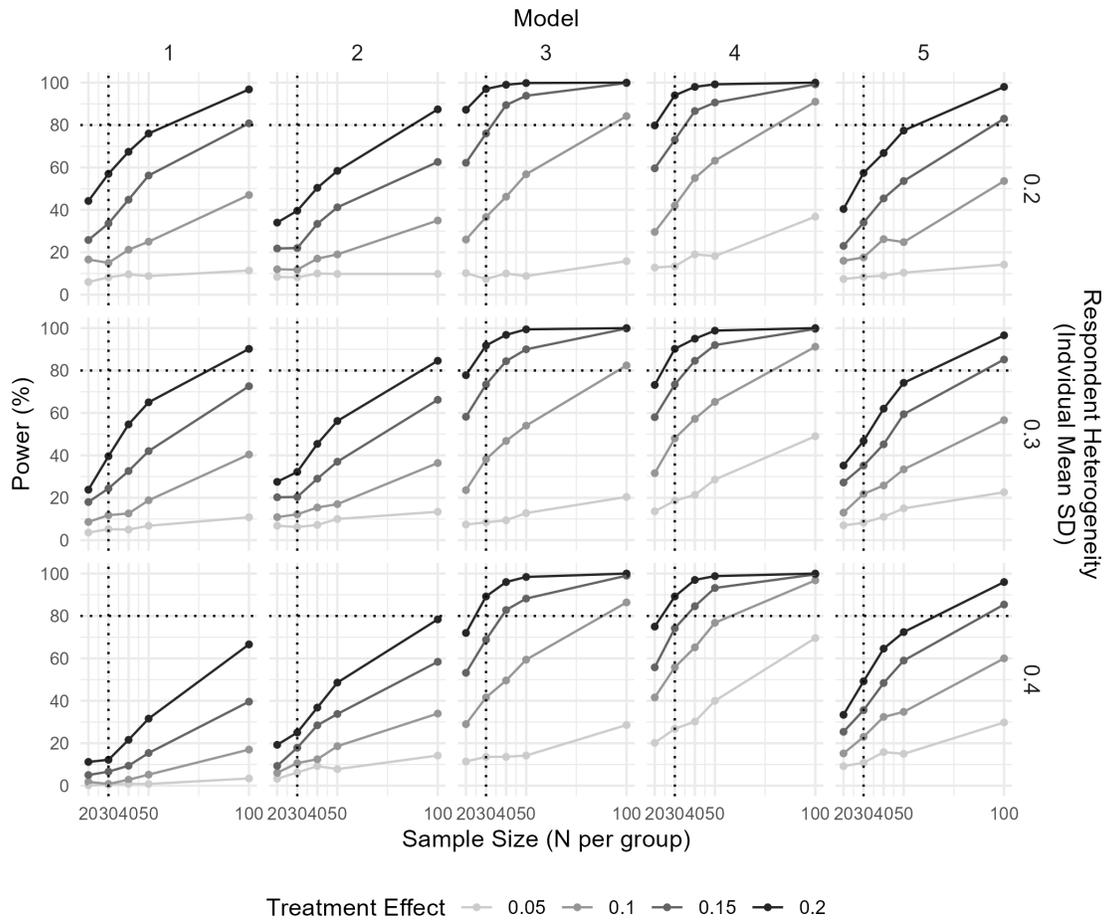 Model
1 2 3 4 5
100
80
60
40
20
0
0.2
100
80
60
40
20
0
0.3
100
80
60
40
20
0
0.4
Power (%)
Respondent Heterogeneity
(Indvidual Mean SD)
20304050 100 20304050 100 20304050 100 20304050 100 20304050 100
Sample Size (N per group)
Treatment Effect 0.05 0.1 0.15 0.2